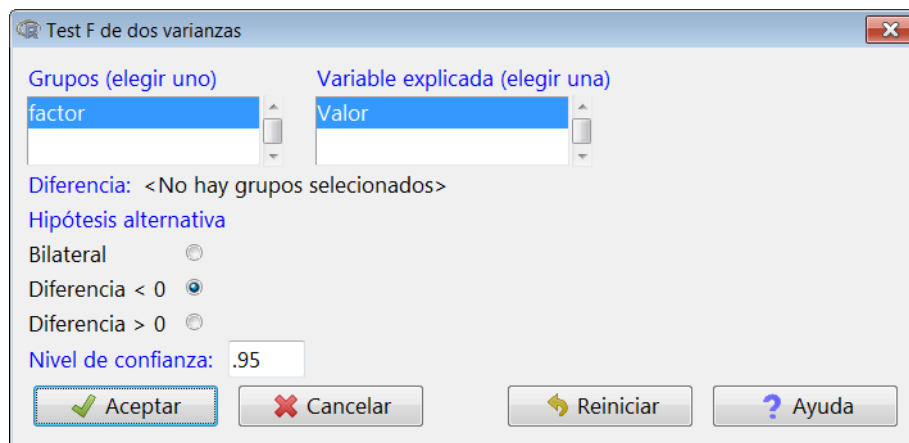 Test F de dos varianzas
Grupos (elegir uno)
Variable explicada (elegir una)
factor
Valor
Diferencia: <No hay grupos selecionados>
Hipótesis alternativa
Bilateral
Diferencia < 0
Diferencia > 0
Nivel de confianza: .95
Aceptar
Cancelar
Reiniciar
? Ayuda